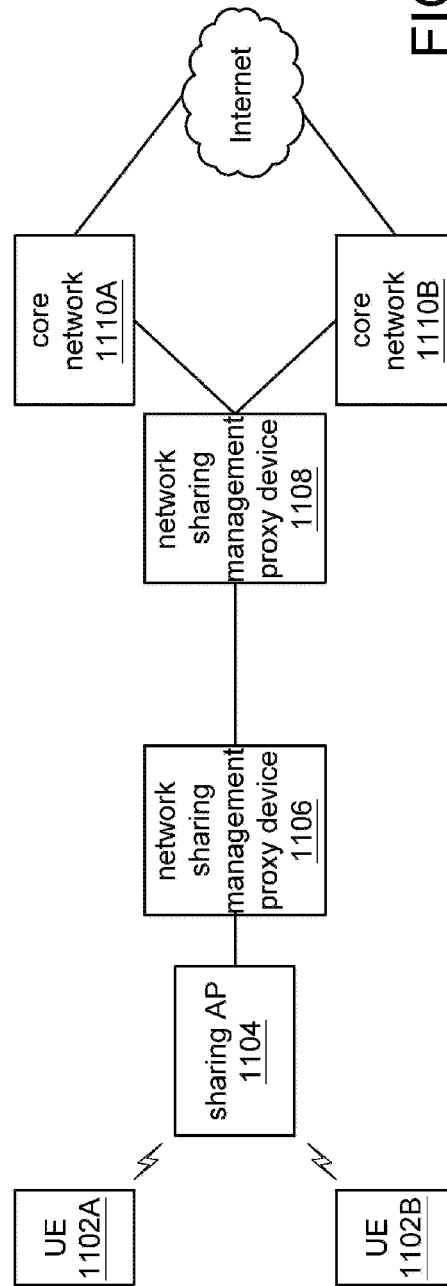 UE
1102A
UE
1102B
sharing AP
1104
network
sharing
management
proxy device
1106
network
sharing
management
proxy device
1108
core
network
1110A
core
network
1110B
Internet